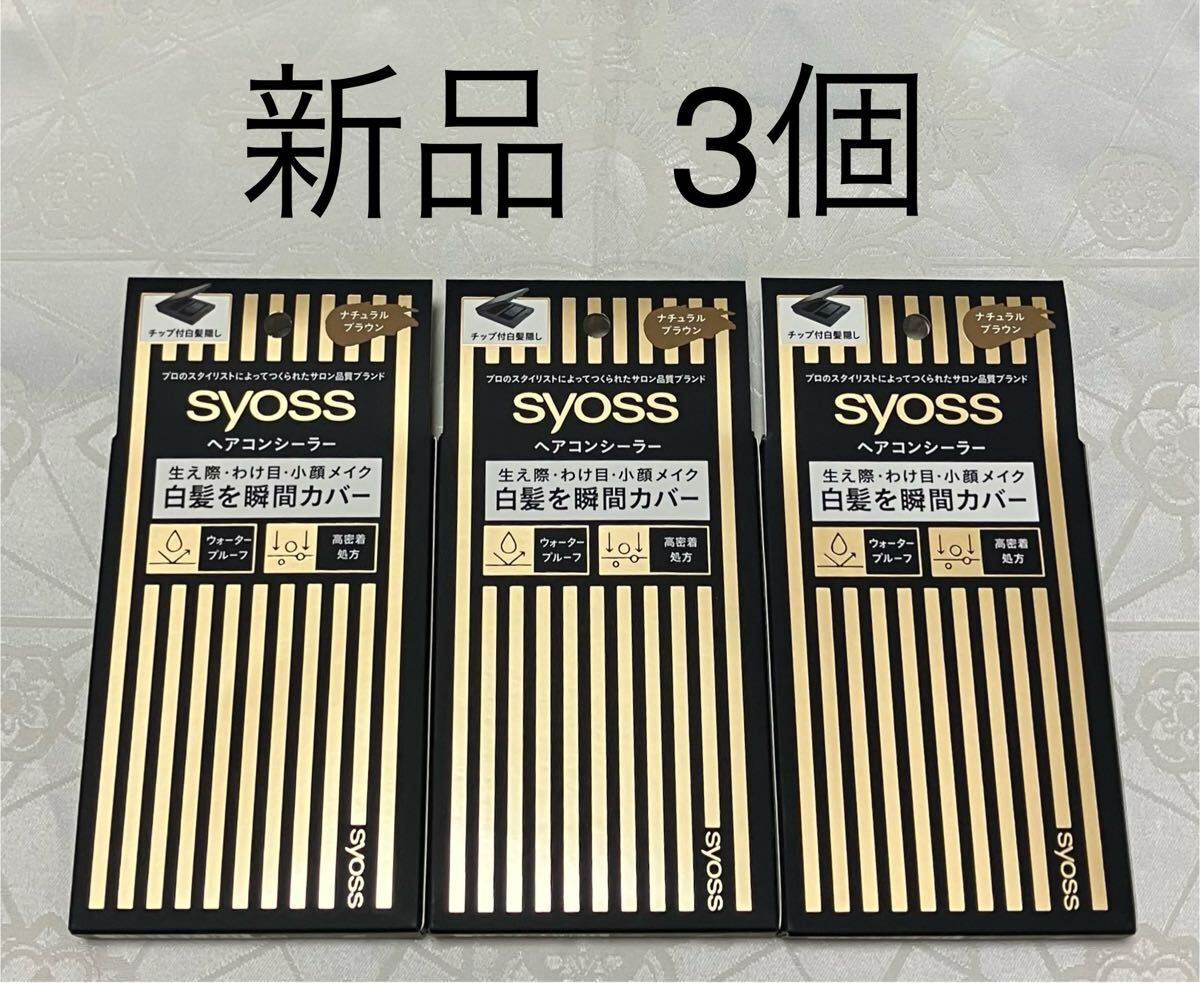 新品 3個
チップ付白髪隠し
ナチュラル
ブラウン
プロのスタイリストによってつくられたサロン品質ブランド
syoss
ヘアコンシーラー
生え際・わけ目・小顔メイク
白髪を瞬間カバー
ウォーター
プルーフ
高密着
処方
syoss
チップ付白髪隠し
ナチュラル
ブラウン
プロのスタイリストによってつくられたサロン品質ブランド
syoss
ヘアコンシーラー
生え際・わけ目・小顔メイク
白髪を瞬間カバー
ウォーター
プルーフ
高密着
処方
syoss
チップ付白髪隠し
ナチュラル
ブラウン
プロのスタイリストによってつくられたサロン品質ブランド
syoss
ヘアコンシーラー
生え際・わけ目・小顔メイク
白髪を瞬間カバー
ウォーター
プルーフ
高密着
処方
syoss